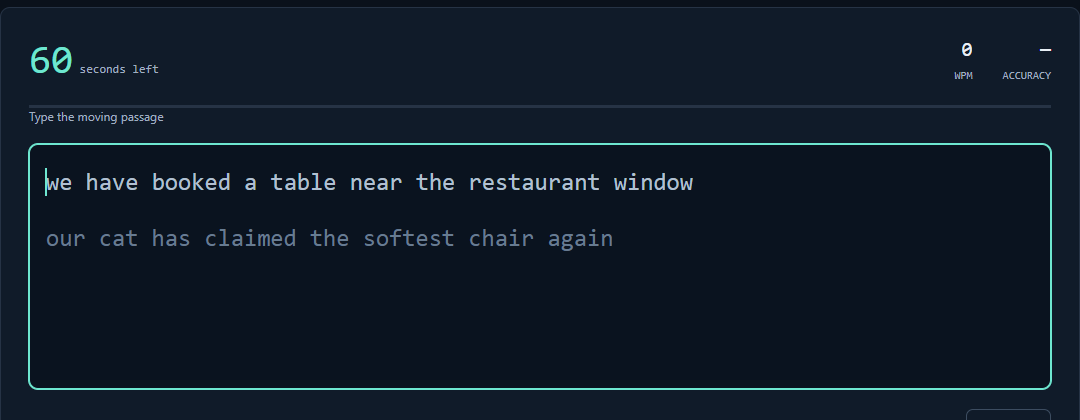 60 seconds left
0
WPM
—
ACCURACY
Type the moving passage
we have booked a table near the restaurant window
our cat has claimed the softest chair again